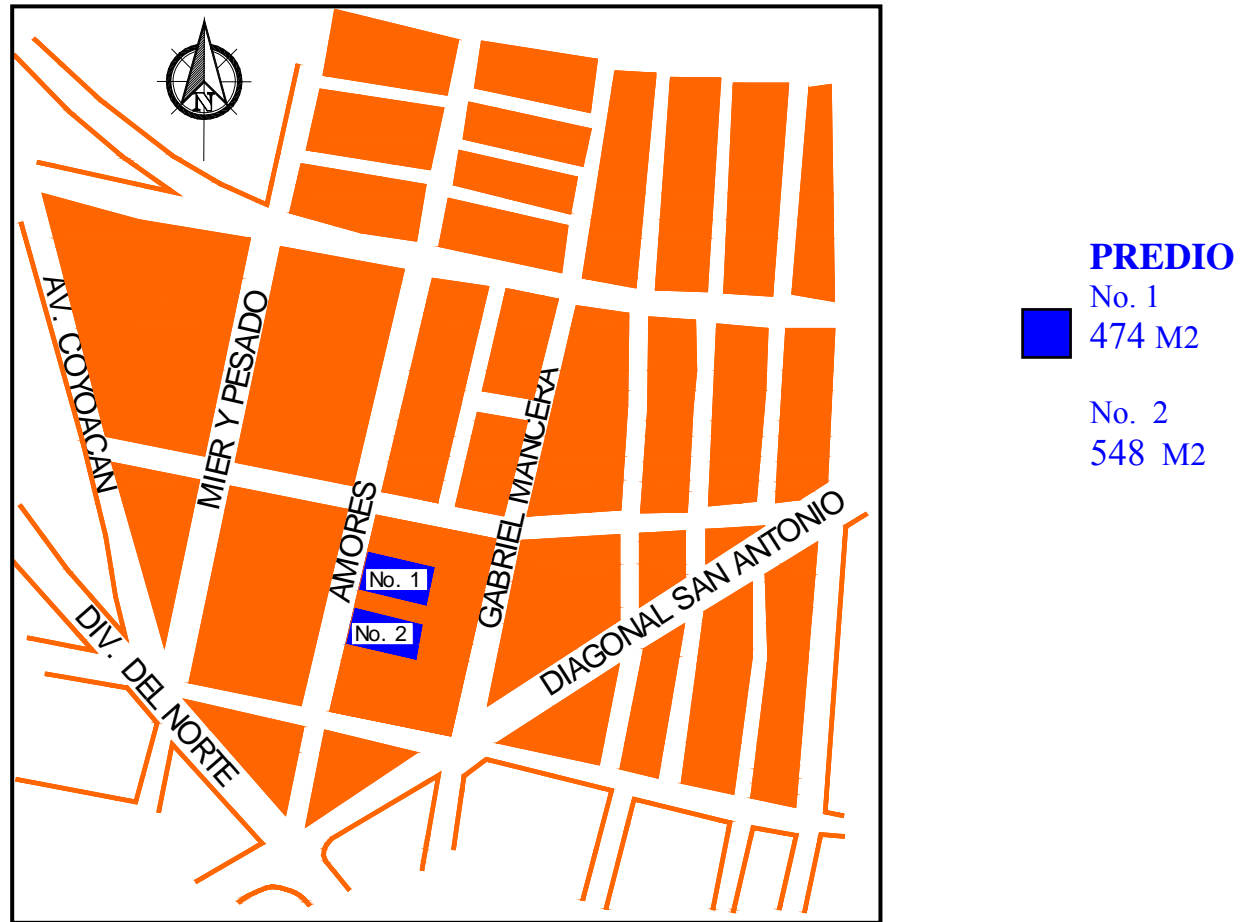 N
AV. COYOACAN
MIER Y PESADO
AMORES
GABRIEL MANCERA
No. 1
No. 2
DIAGONAL SAN ANTONIO
DIV. DEL NORTE
PREDIO
No. 1
474 M2
No. 2
548 M2